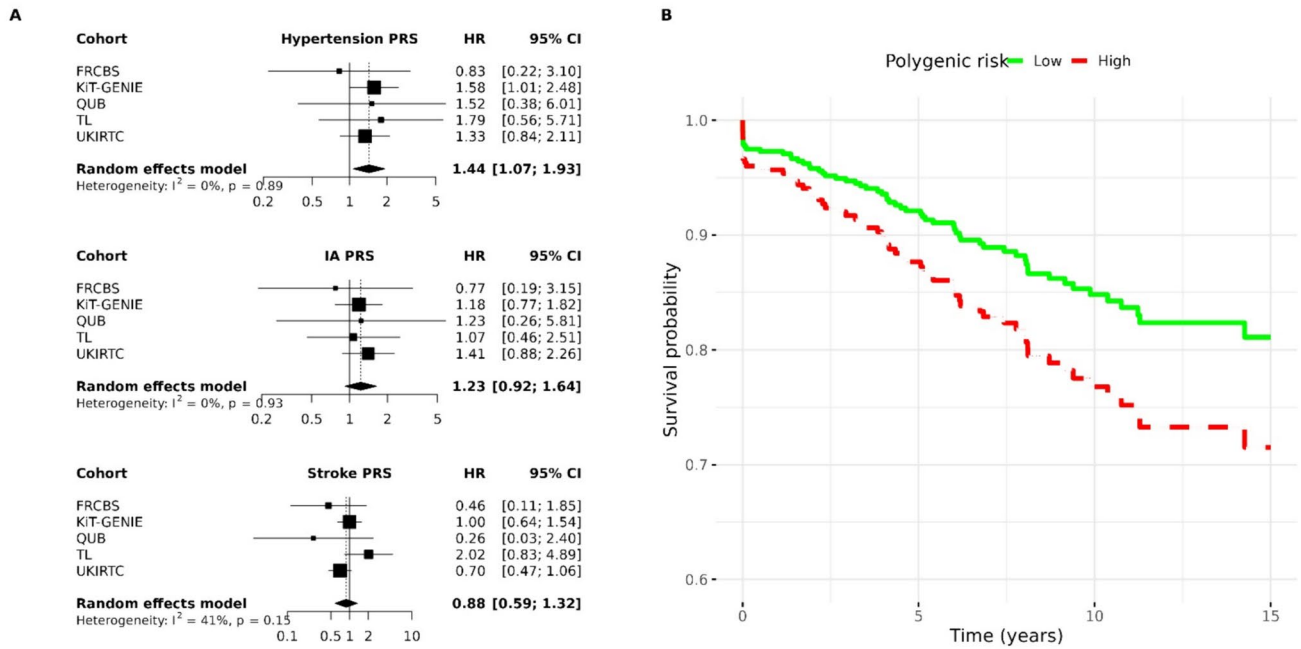 A
Cohort Hypertension PRS HR 95% CI
FRCBS 0.83 [0.22; 3.10]
KiT-GENIE 1.58 [1.01; 2.48]
QUB 1.52 [0.38; 6.01]
TL 1.79 [0.56; 5.71]
UKIRTC 1.33 [0.84; 2.11]
Random effects model 1.44 [1.07; 1.93]
Heterogeneity: I² = 0%, p = 0.89
0.2 0.5 1 2 5
Cohort IA PRS HR 95% CI
FRCBS 0.77 [0.19; 3.15]
KiT-GENIE 1.18 [0.77; 1.82]
QUB 1.23 [0.26; 5.81]
TL 1.07 [0.46; 2.51]
UKIRTC 1.41 [0.88; 2.26]
Random effects model 1.23 [0.92; 1.64]
Heterogeneity: I² = 0%, p = 0.93
0.2 0.5 1 2 5
Cohort Stroke PRS HR 95% CI
FRCBS 0.46 [0.11; 1.85]
KiT-GENIE 1.00 [0.64; 1.54]
QUB 0.26 [0.03; 2.40]
TL 2.02 [0.83; 4.89]
UKIRTC 0.70 [0.47; 1.06]
Random effects model 0.88 [0.59; 1.32]
Heterogeneity: I² = 41%, p = 0.15
0.1 0.5 1 2 10
B
Polygenic risk Low High
Survival probability
1.0
0.9
0.8
0.7
0.6
0 5 10 15
Time (years)